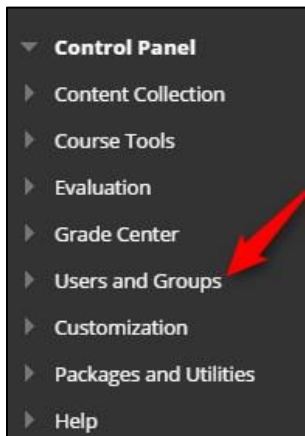 Control Panel
Content Collection
Course Tools
Evaluation
Grade Center
Users and Groups
Customization
Packages and Utilities
Help